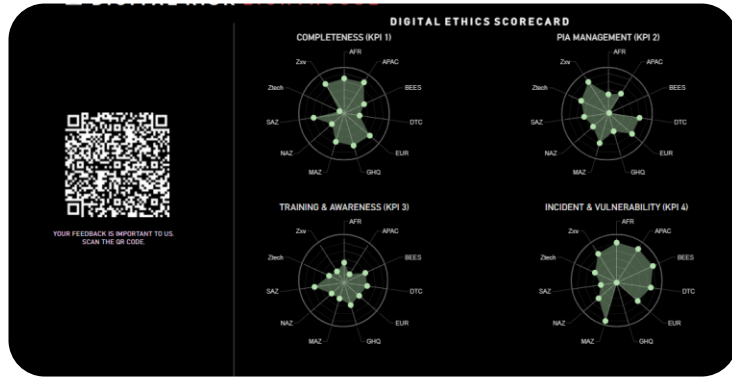 DIGITAL RISK LIGHTHOUSE
DIGITAL ETHICS SCORECARD
COMPLETENESS (KPI 1)
AFR
APAC
BEES
DTC
EUR
GHQ
MAZ
NAZ
SAZ
Ztech
Zxv
PIA MANAGEMENT (KPI 2)
AFR
APAC
BEES
DTC
EUR
GHQ
MAZ
NAZ
SAZ
Ztech
Zxv
YOUR FEEDBACK IS IMPORTANT TO US.
SCAN THE QR CODE.
TRAINING & AWARENESS (KPI 3)
AFR
APAC
BEES
DTC
EUR
GHQ
MAZ
NAZ
SAZ
Ztech
Zxv
INCIDENT & VULNERABILITY (KPI 4)
AFR
APAC
BEES
DTC
EUR
GHQ
MAZ
NAZ
SAZ
Ztech
Zxv